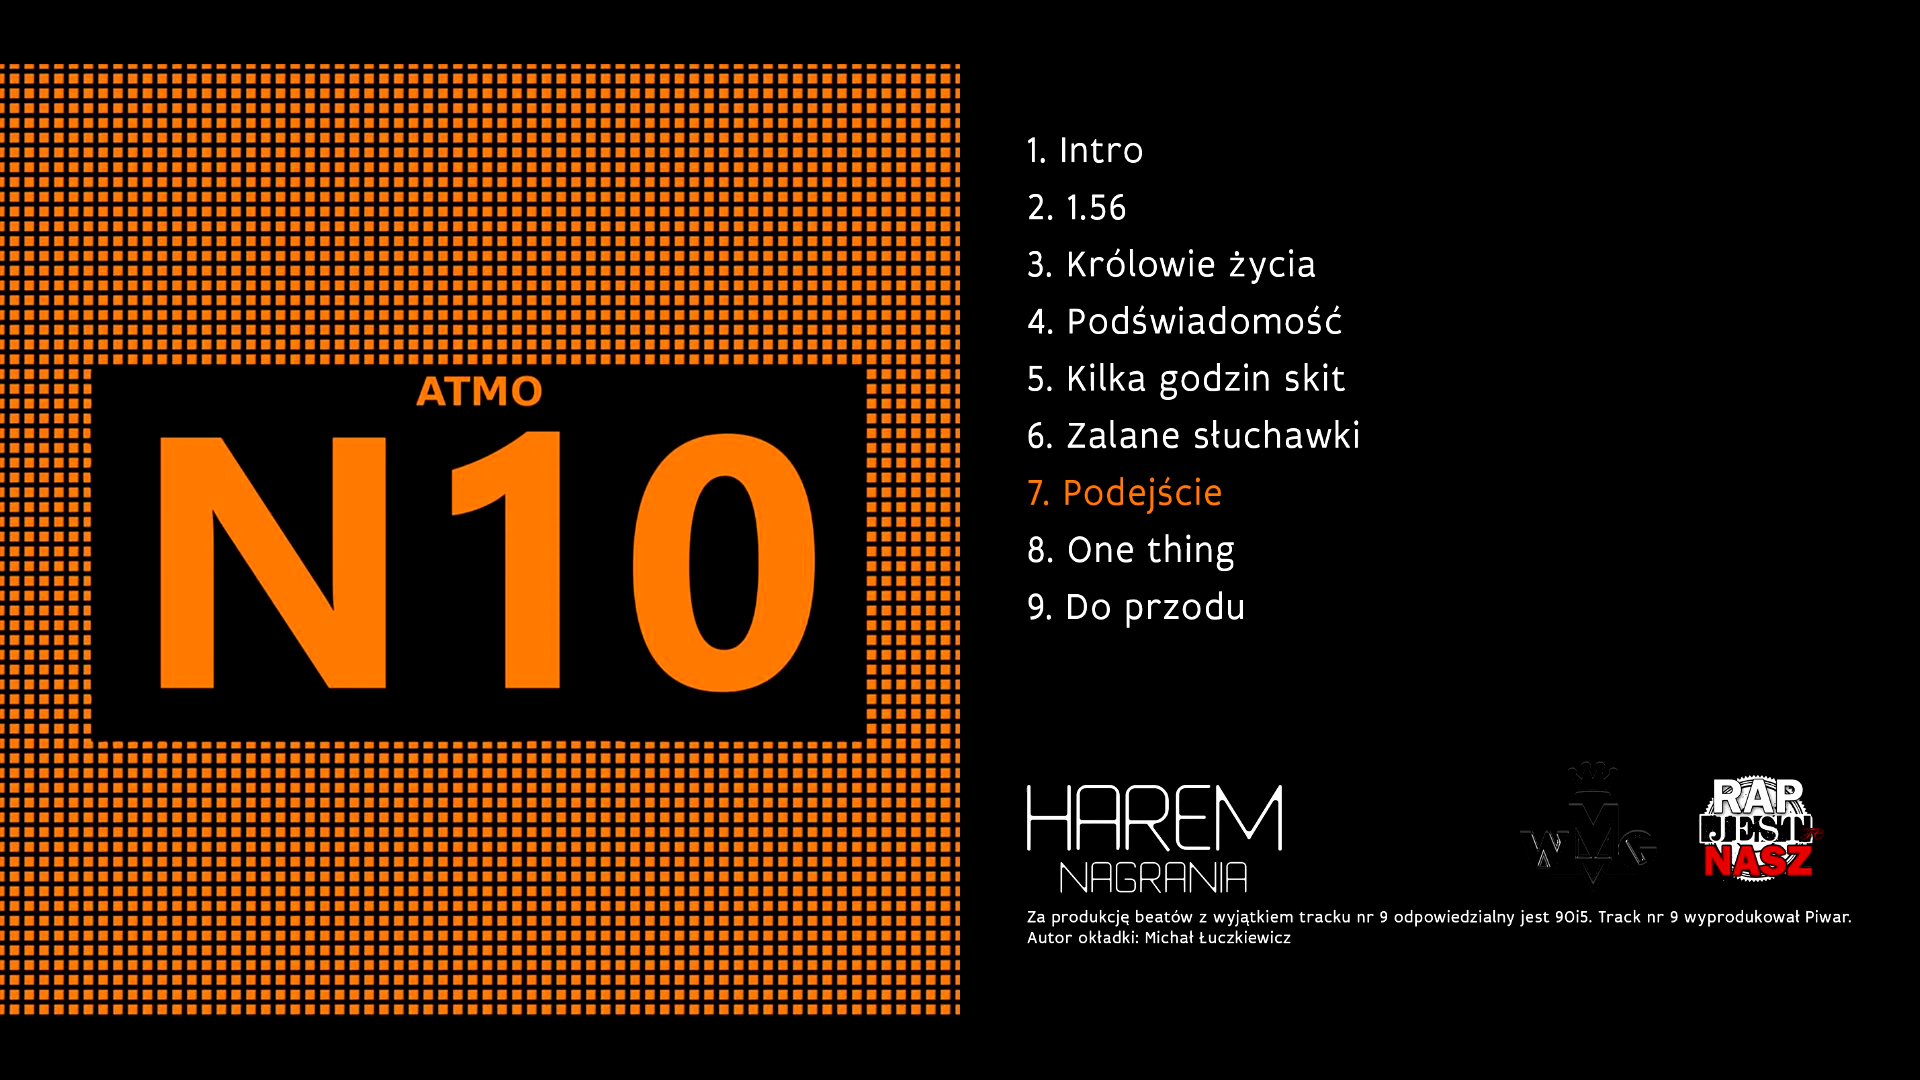 ATMO
N10
1. Intro
2. 1.56
3. Królowie życia
4. Podświadomość
5. Kilka godzin skit
6. Zalane słuchawki
7. Podejście
8. One thing
9. Do przodu
HAREM
NAGRANIA
WMG
RAP
JEST
NASZ
Za produkcję beatów z wyjątkiem tracku nr 9 odpowiedzialny jest 90i5. Track nr 9 wyprodukował Piwar.
Autor okładki: Michał Łuczkiewicz